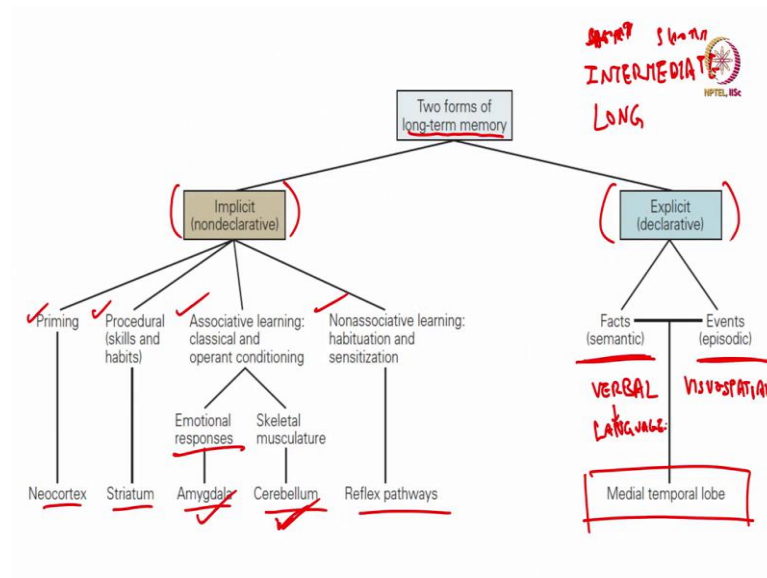 SHORT
INTERMEDIATE
NPTEL, IISc
LONG
Two forms of
long-term memory
Implicit
(nondeclarative)
Explicit
(declarative)
Priming
Procedural
(skills and
habits)
Associative learning:
classical and
operant conditioning
Nonassociative learning:
habituation and
sensitization
Facts
(semantic)
Events
(episodic)
VERBAL
LANGUAGE
VISUOSPATIAL
Emotional
responses
Skeletal
musculature
Neocortex
Striatum
Amygdala
Cerebellum
Reflex pathways
Medial temporal lobe